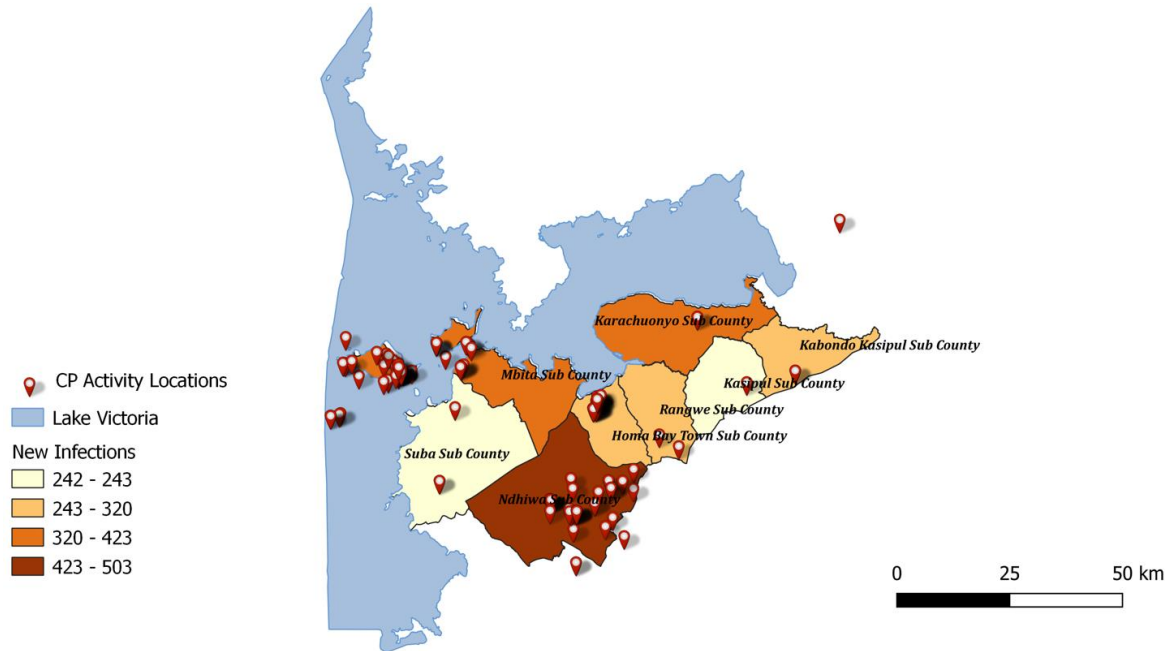 Karachuonyo Sub County
Kabondo Kasipul Sub County
Mbita Sub County
Kasipul Sub County
Rangwe Sub County
Homa Bay Town Sub County
Suba Sub County
Ndhiwa Sub County
CP Activity Locations
Lake Victoria
New Infections
242 - 243
243 - 320
320 - 423
423 - 503
0 25 50 km